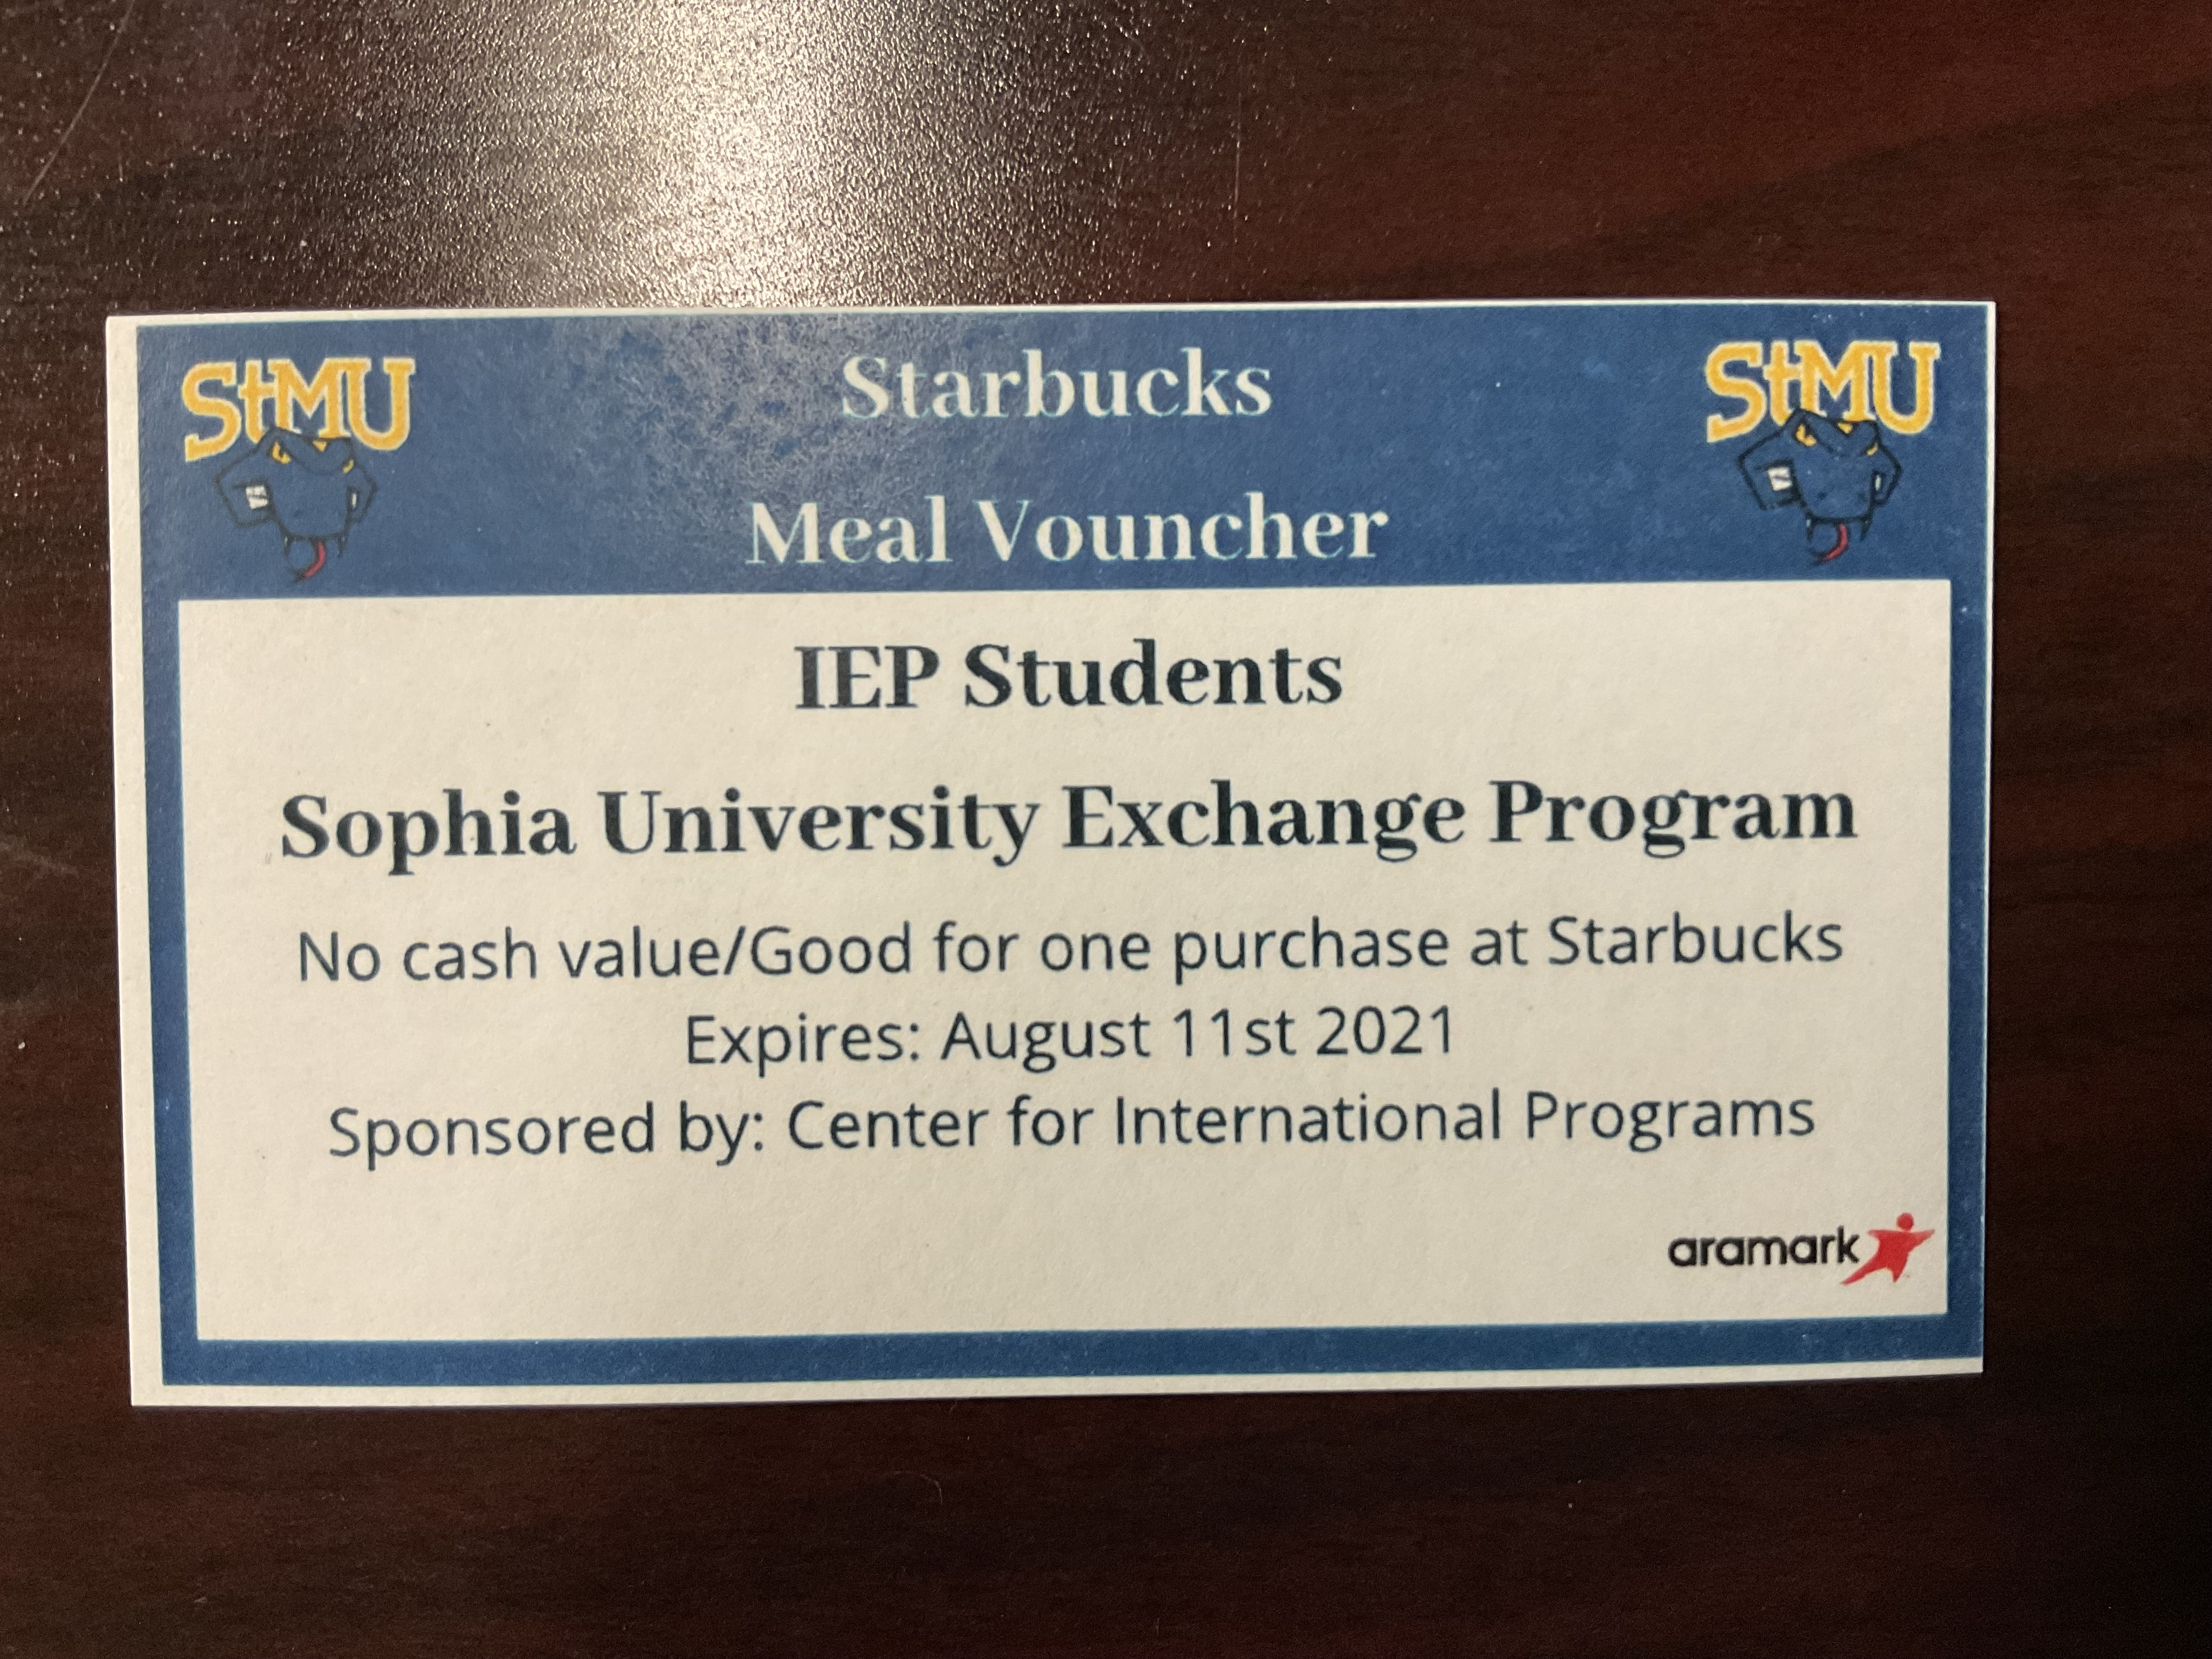 StMU
Starbucks
StMU
Meal Vouncher
IEP Students
Sophia University Exchange Program
No cash value/Good for one purchase at Starbucks
Expires: August 11st 2021
Sponsored by: Center for International Programs
aramark